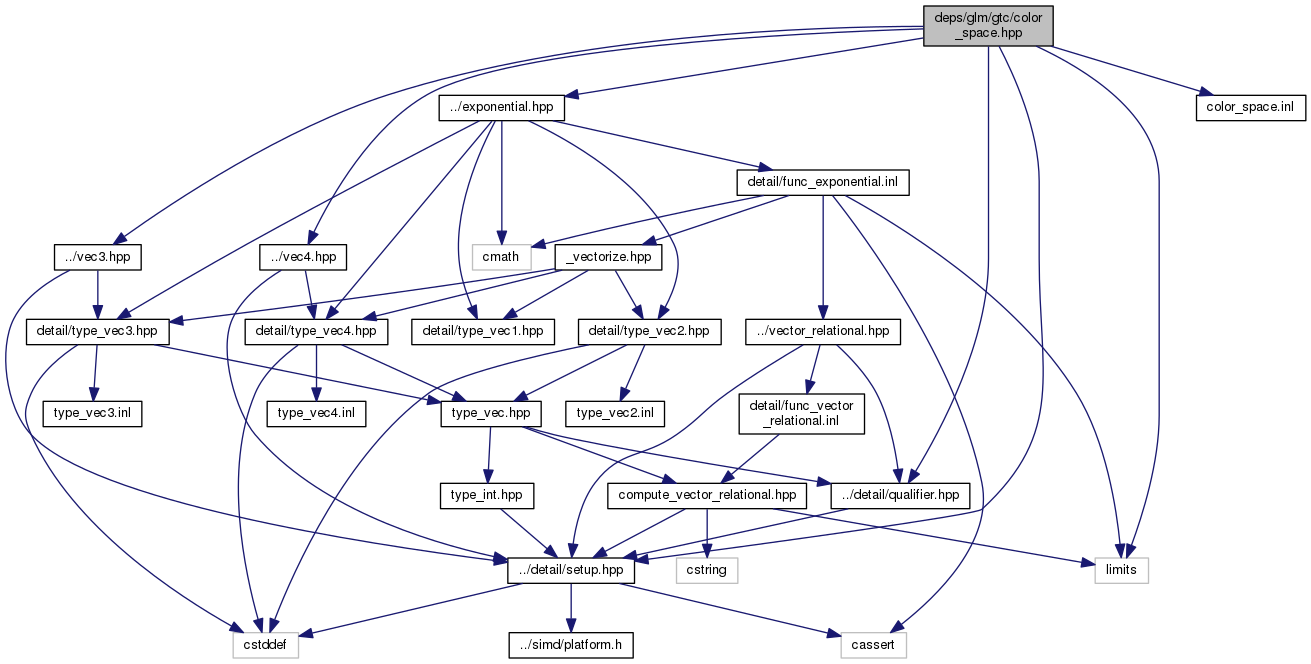 deps/glm/gtc/color
_space.hpp
../exponential.hpp
color_space.inl
detail/func_exponential.inl
../vec3.hpp
../vec4.hpp
cmath
_vectorize.hpp
detail/type_vec3.hpp
detail/type_vec4.hpp
detail/type_vec1.hpp
detail/type_vec2.hpp
../vector_relational.hpp
type_vec3.inl
type_vec4.inl
type_vec.hpp
type_vec2.inl
detail/func_vector
_relational.inl
type_int.hpp
compute_vector_relational.hpp
../detail/qualifier.hpp
../detail/setup.hpp
cstring
limits
cstddef
../simd/platform.h
cassert